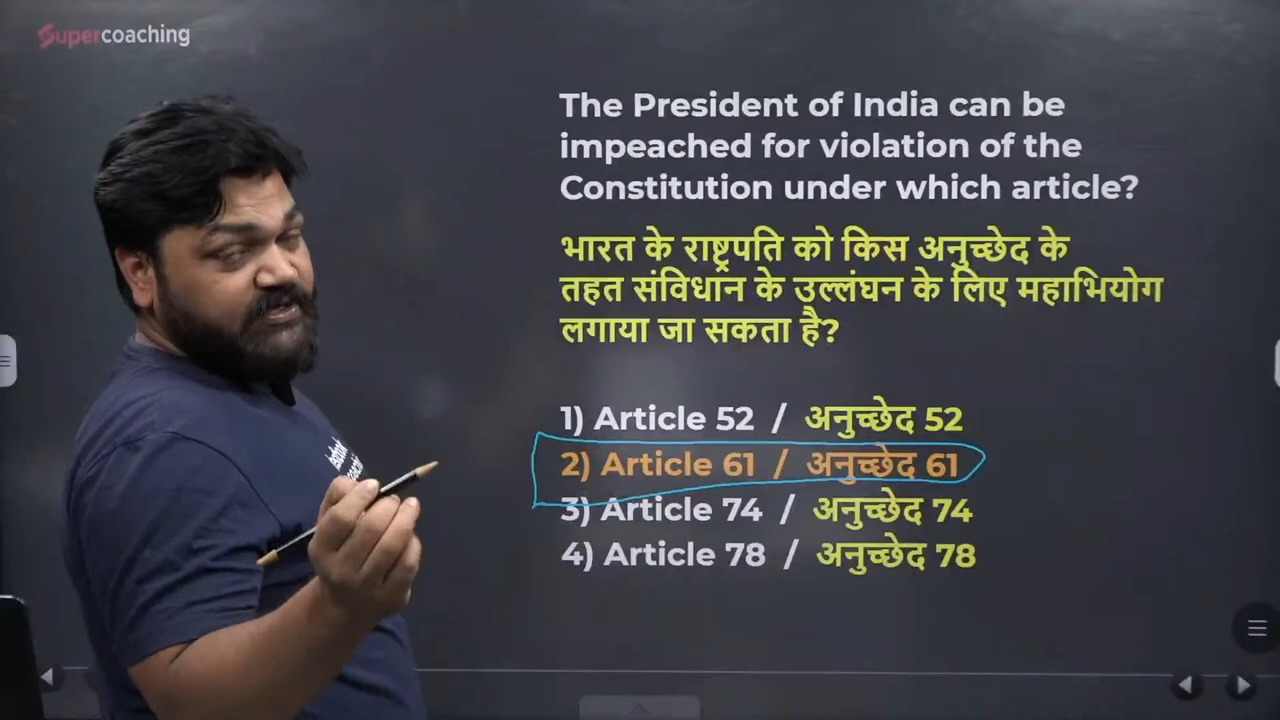 Supercoaching
The President of India can be
impeached for violation of the
Constitution under which article?
भारत के राष्ट्रपति को किस अनुच्छेद के
तहत संविधान के उल्लंघन के लिए महाभियोग
लगाया जा सकता है?
1) Article 52 / अनुच्छेद 52
2) Article 61 / अनुच्छेद 61
3) Article 74 / अनुच्छेद 74
4) Article 78 / अनुच्छेद 78